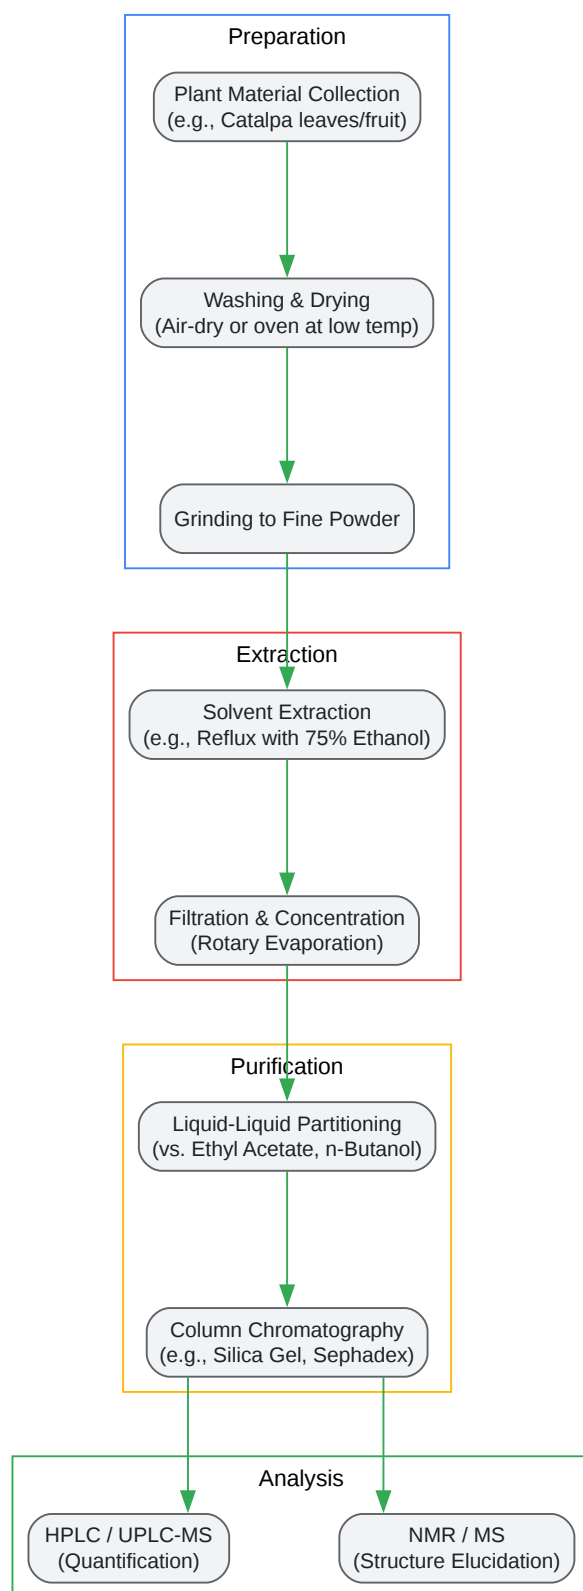 Preparation
Plant Material Collection
(e.g., Catalpa leaves/fruit)
Washing & Drying
(Air-dry or oven at low temp)
Grinding to Fine Powder
Extraction
Solvent Extraction
(e.g., Reflux with 75% Ethanol)
Filtration & Concentration
(Rotary Evaporation)
Purification
Liquid-Liquid Partitioning
(vs. Ethyl Acetate, n-Butanol)
Column Chromatography
(e.g., Silica Gel, Sephadex)
Analysis
HPLC / UPLC-MS
(Quantification)
NMR / MS
(Structure Elucidation)